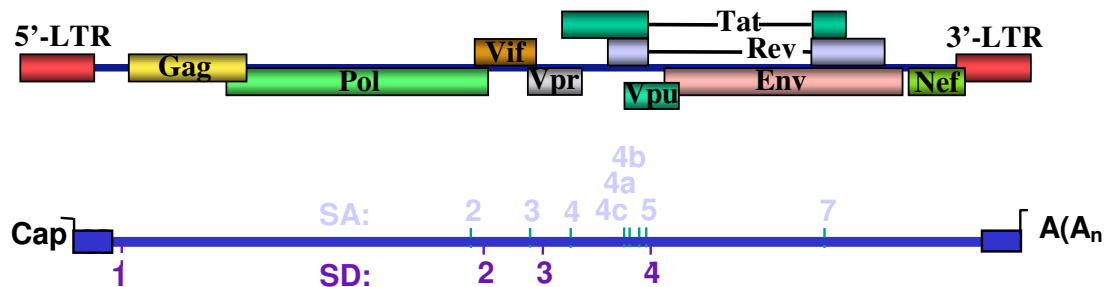 Tat
5’-LTR Vif Rev 3’-LTR
Gag Pol Vpr Vpu Env Nef
4b
4a
SA: 2 3 4 4c 5 7
Cap A(An
1 SD: 2 3 4